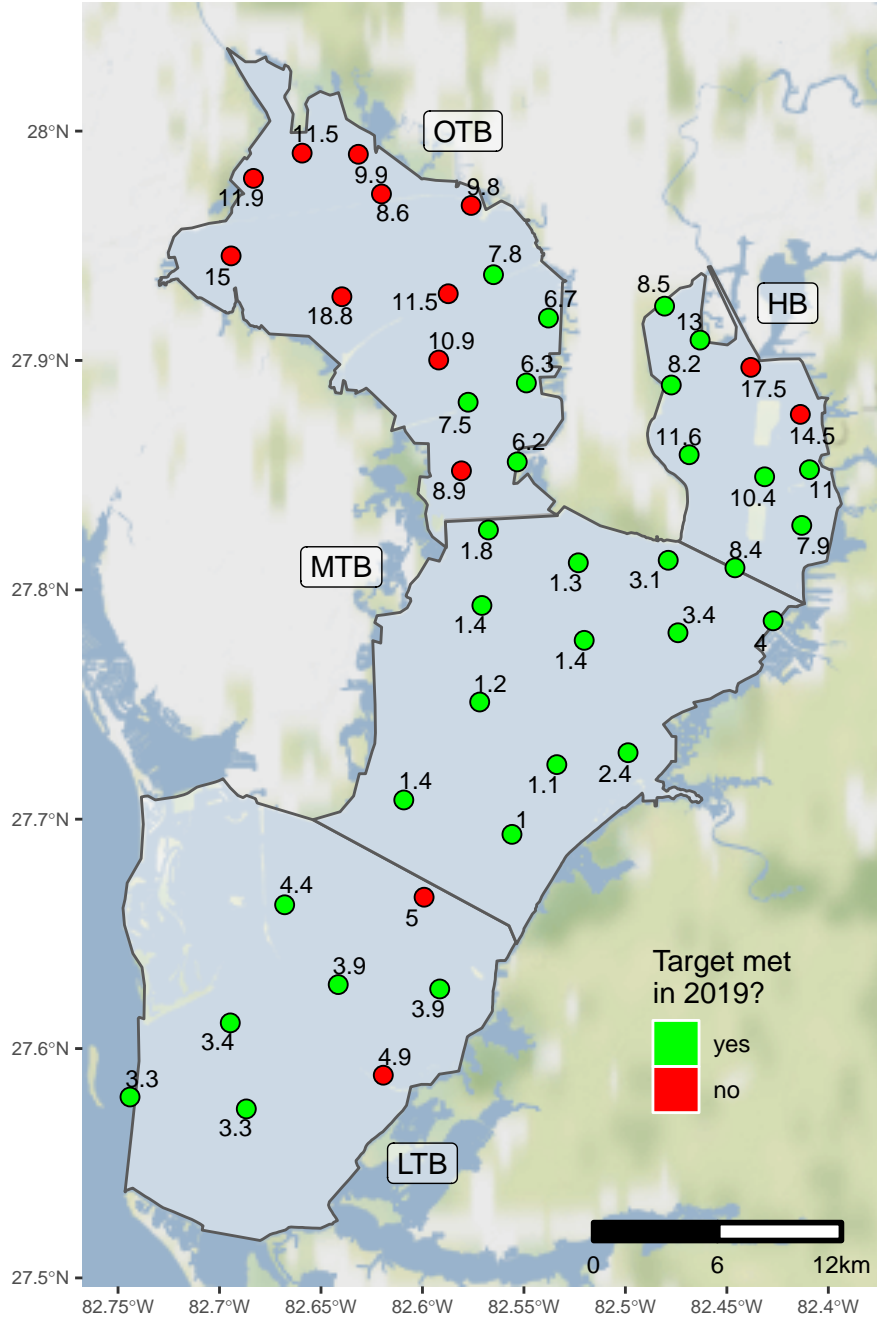 28°N
27.9°N
27.8°N
27.7°N
27.6°N
27.5°N
OTB
11.5
9.9
11.9
8.6
9.8
15
7.8
18.8
11.5
6.7
10.9
6.3
7.5
6.2
8.9
HB
8.5
13
8.2
17.5
11.6
14.5
10.4
11
7.9
8.4
MTB
1.8
1.3
3.1
1.4
1.4
3.4
4
1.2
1.1
2.4
1.4
1
4.4
5
3.9
3.9
3.4
4.9
3.3
3.3
LTB
Target met
in 2019?
yes
no
0 6 12km
82.75°W 82.7°W 82.65°W 82.6°W 82.55°W 82.5°W 82.45°W 82.4°W